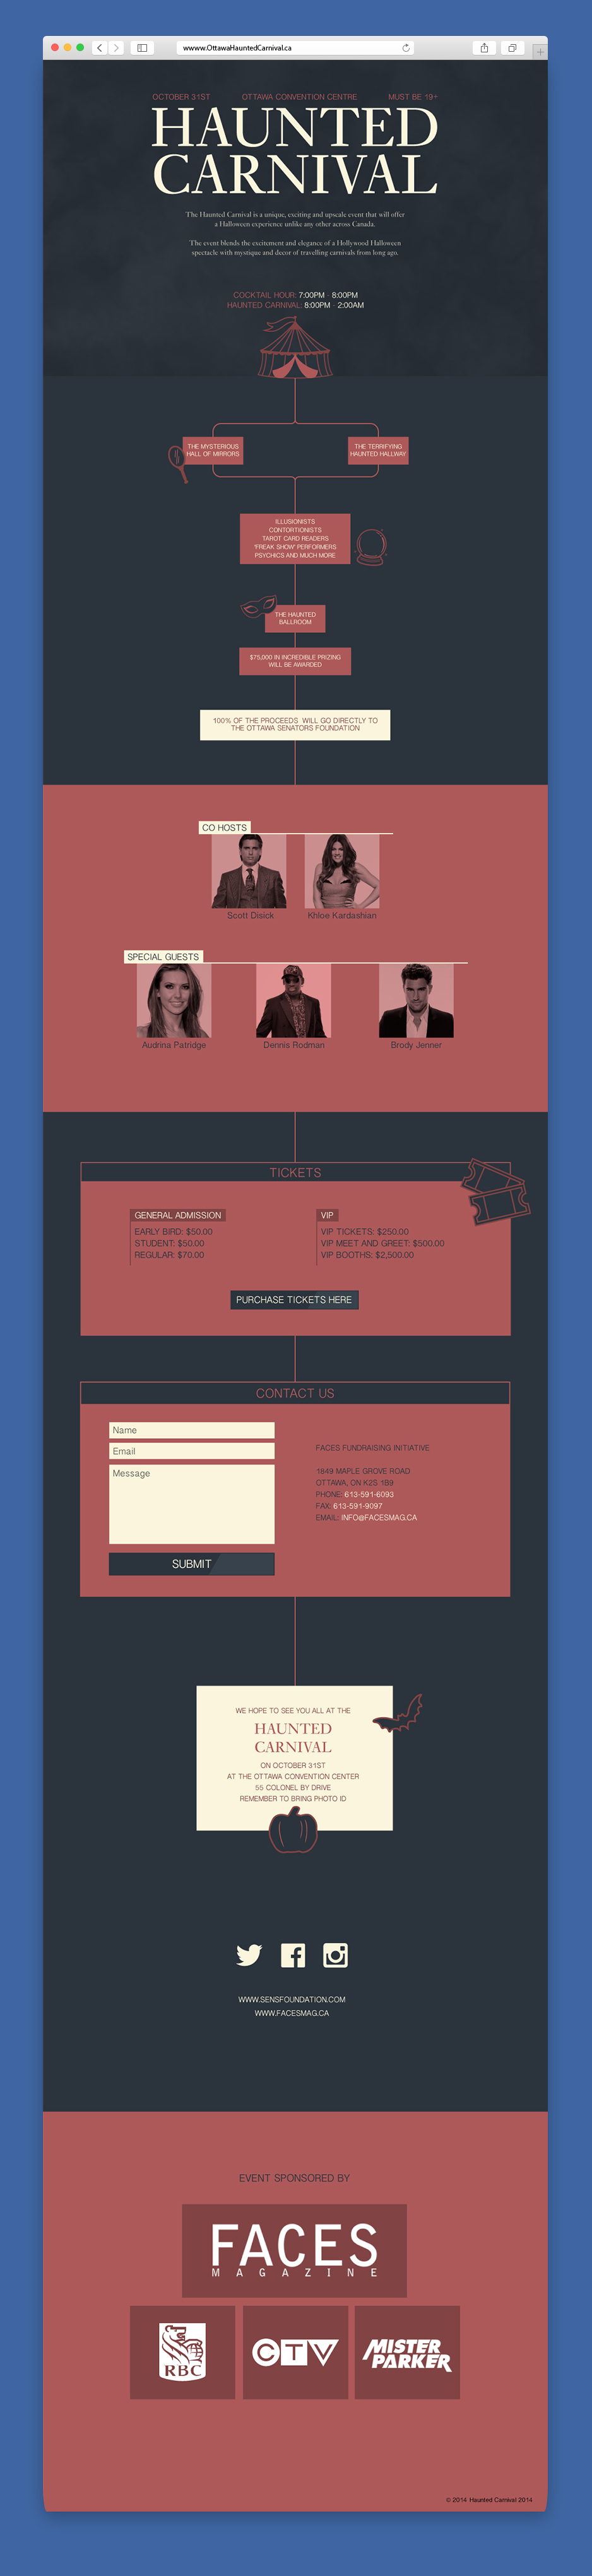 wwww.OttawaHauntedCarnival.ca
OCTOBER 31ST OTTAWA CONVENTION CENTRE MUST BE 19+
HAUNTED
CARNIVAL
The Haunted Carnival is a unique, exciting and upscale event that will offer
a Halloween experience unlike any other across Canada.
The event blends the excitement and elegance of a Hollywood Halloween
spectacle with mystique and decor of travelling carnivals from long ago.
COCKTAIL HOUR: 7:00PM - 8:00PM
HAUNTED CARNIVAL: 8:00PM - 2:00AM
THE MYSTERIOUS
HALL OF MIRRORS
THE TERRIFYING
HAUNTED HALLWAY
ILLUSIONISTS
CONTORTIONISTS
TAROT CARD READERS
'FREAK SHOW' PERFORMERS
PSYCHICS AND MUCH MORE
THE HAUNTED
BALLROOM
$75,000 IN INCREDIBLE PRIZING
WILL BE AWARDED
100% OF THE PROCEEDS WILL GO DIRECTLY TO
THE OTTAWA SENATORS FOUNDATION
CO HOSTS
Scott Disick Khloe Kardashian
SPECIAL GUESTS
Audrina Patridge Dennis Rodman Brody Jenner
TICKETS
GENERAL ADMISSION
EARLY BIRD: $50.00
STUDENT: $50.00
REGULAR: $70.00
VIP
VIP TICKETS: $250.00
VIP MEET AND GREET: $500.00
VIP BOOTHS: $2,500.00
PURCHASE TICKETS HERE
CONTACT US
Name
Email
Message
SUBMIT
FACES FUNDRAISING INITIATIVE
1849 MAPLE GROVE ROAD
OTTAWA, ON K2S 1B9
PHONE: 613-591-6093
FAX: 613-591-9097
EMAIL: INFO@FACESMAG.CA
WE HOPE TO SEE YOU ALL AT THE
HAUNTED
CARNIVAL
ON OCTOBER 31ST
AT THE OTTAWA CONVENTION CENTER
55 COLONEL BY DRIVE
REMEMBER TO BRING PHOTO ID
WWW.SENSFOUNDATION.COM
WWW.FACESMAG.CA
EVENT SPONSORED BY
FACES
MAGAZINE
RBC
CTV
MISTER
PARKER
© 2014 Haunted Carnival 2014